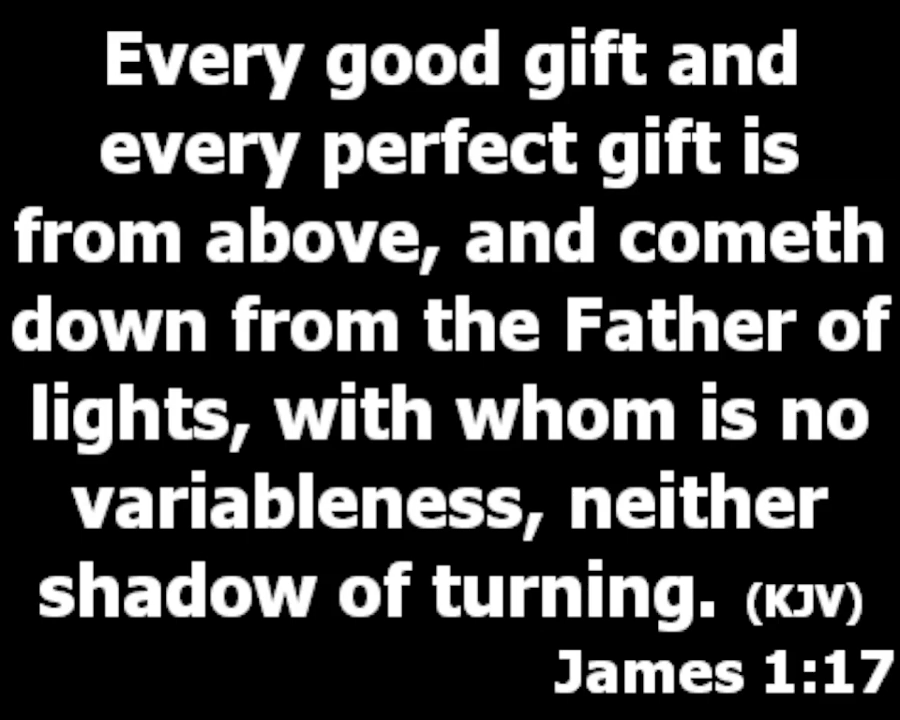 Every good gift and
every perfect gift is
from above, and cometh
down from the Father of
lights, with whom is no
variableness, neither
shadow of turning. (KJV)
James 1:17